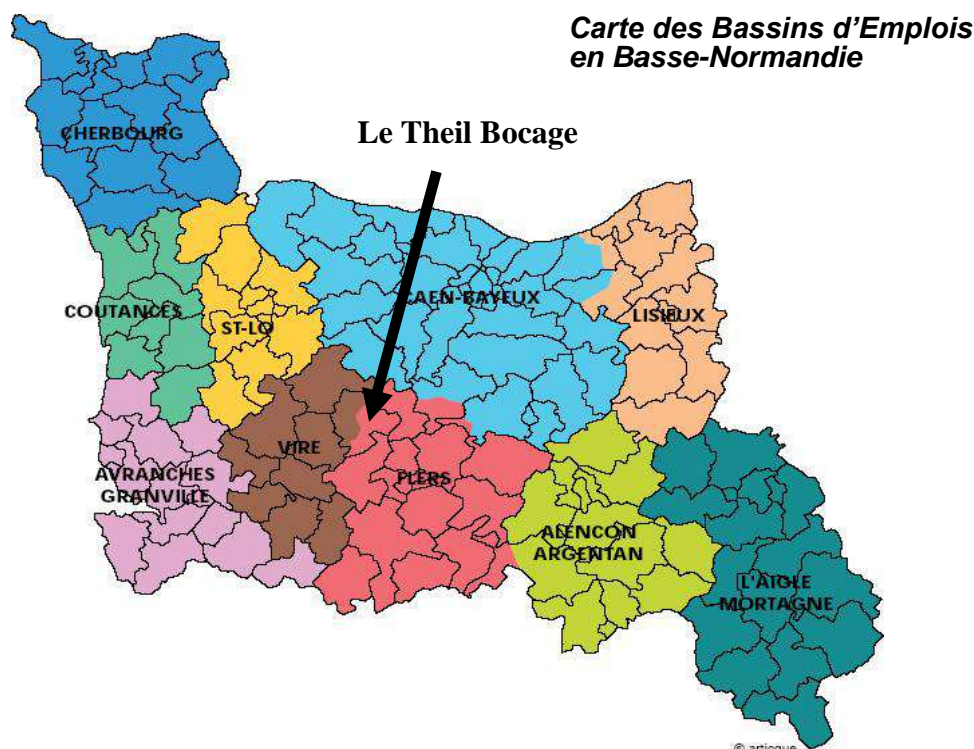 Carte des Bassins d'Emplois
en Basse-Normandie
Le Theil Bocage
CHERBOURG
COUTANCES
ST-LO
CAEN-BAYEUX
LISIEUX
VIRE
AVRANCHES
GRANVILLE
FLERS
ALENCON
ARGENTAN
L'AIGLE
MORTAGNE
© articque